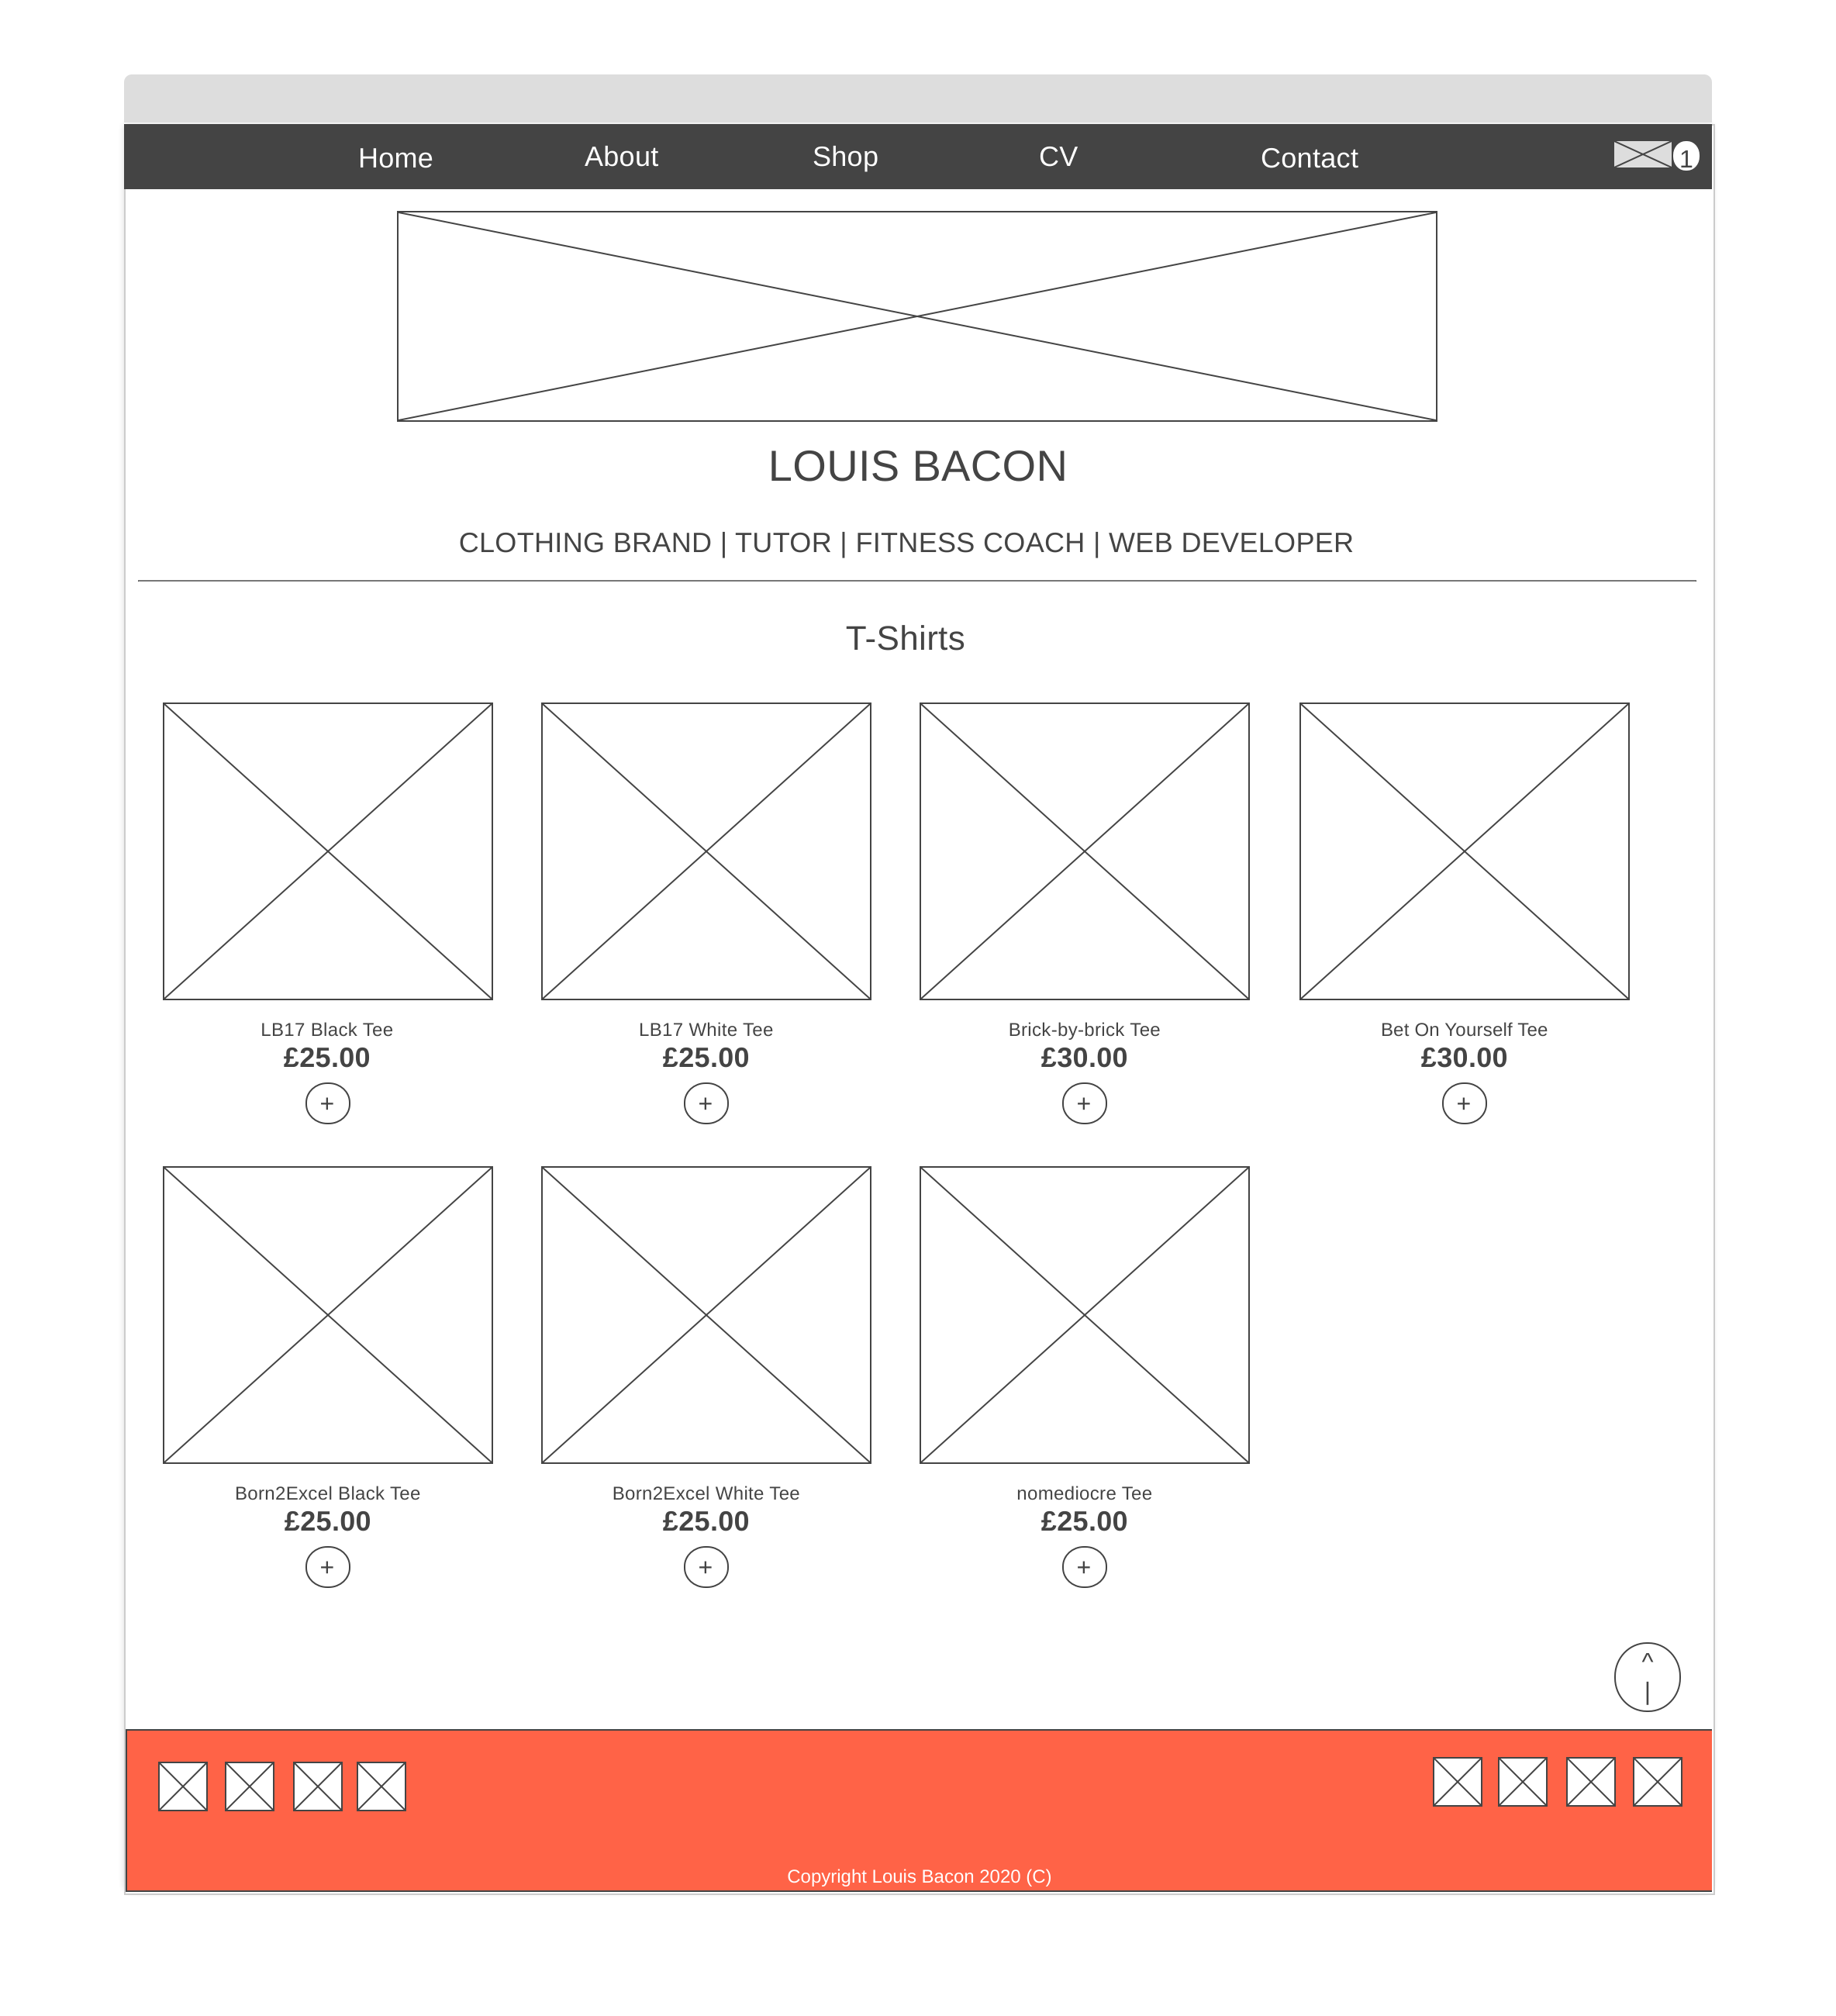 Home About Shop CV Contact 1
LOUIS BACON
CLOTHING BRAND | TUTOR | FITNESS COACH | WEB DEVELOPER
T-Shirts
LB17 Black Tee LB17 White Tee Brick-by-brick Tee Bet On Yourself Tee
£25.00 £25.00 £30.00 £30.00
+ + + +
Born2Excel Black Tee Born2Excel White Tee nomediocre Tee
£25.00 £25.00 £25.00
+ + +
^
|
Copyright Louis Bacon 2020 (C)